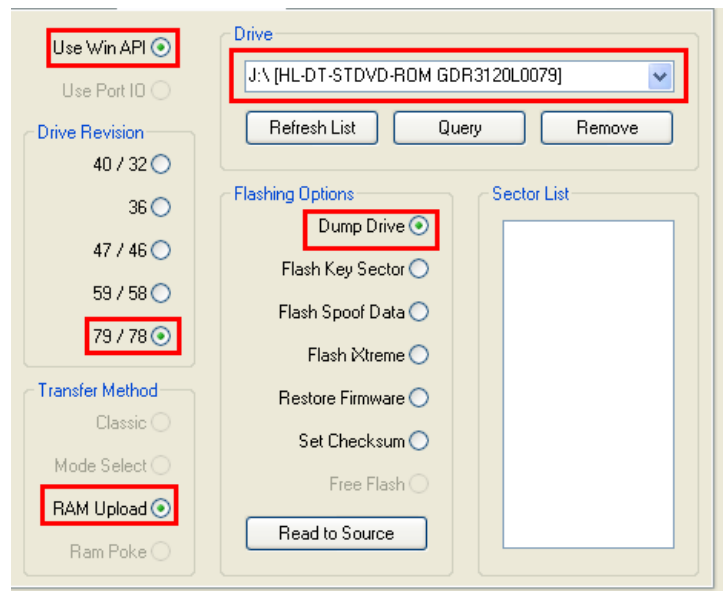 Use Win API
Use Port IO
Drive Revision
40 / 32
36
47 / 46
59 / 58
79 / 78
Transfer Method
Classic
Mode Select
RAM Upload
Ram Poke
Drive
J:\ [HL-DT-STDVD-ROM GDR3120L0079]
Refresh List Query Remove
Flashing Options
Dump Drive
Flash Key Sector
Flash Spoof Data
Flash iXtreme
Restore Firmware
Set Checksum
Free Flash
Read to Source
Sector List